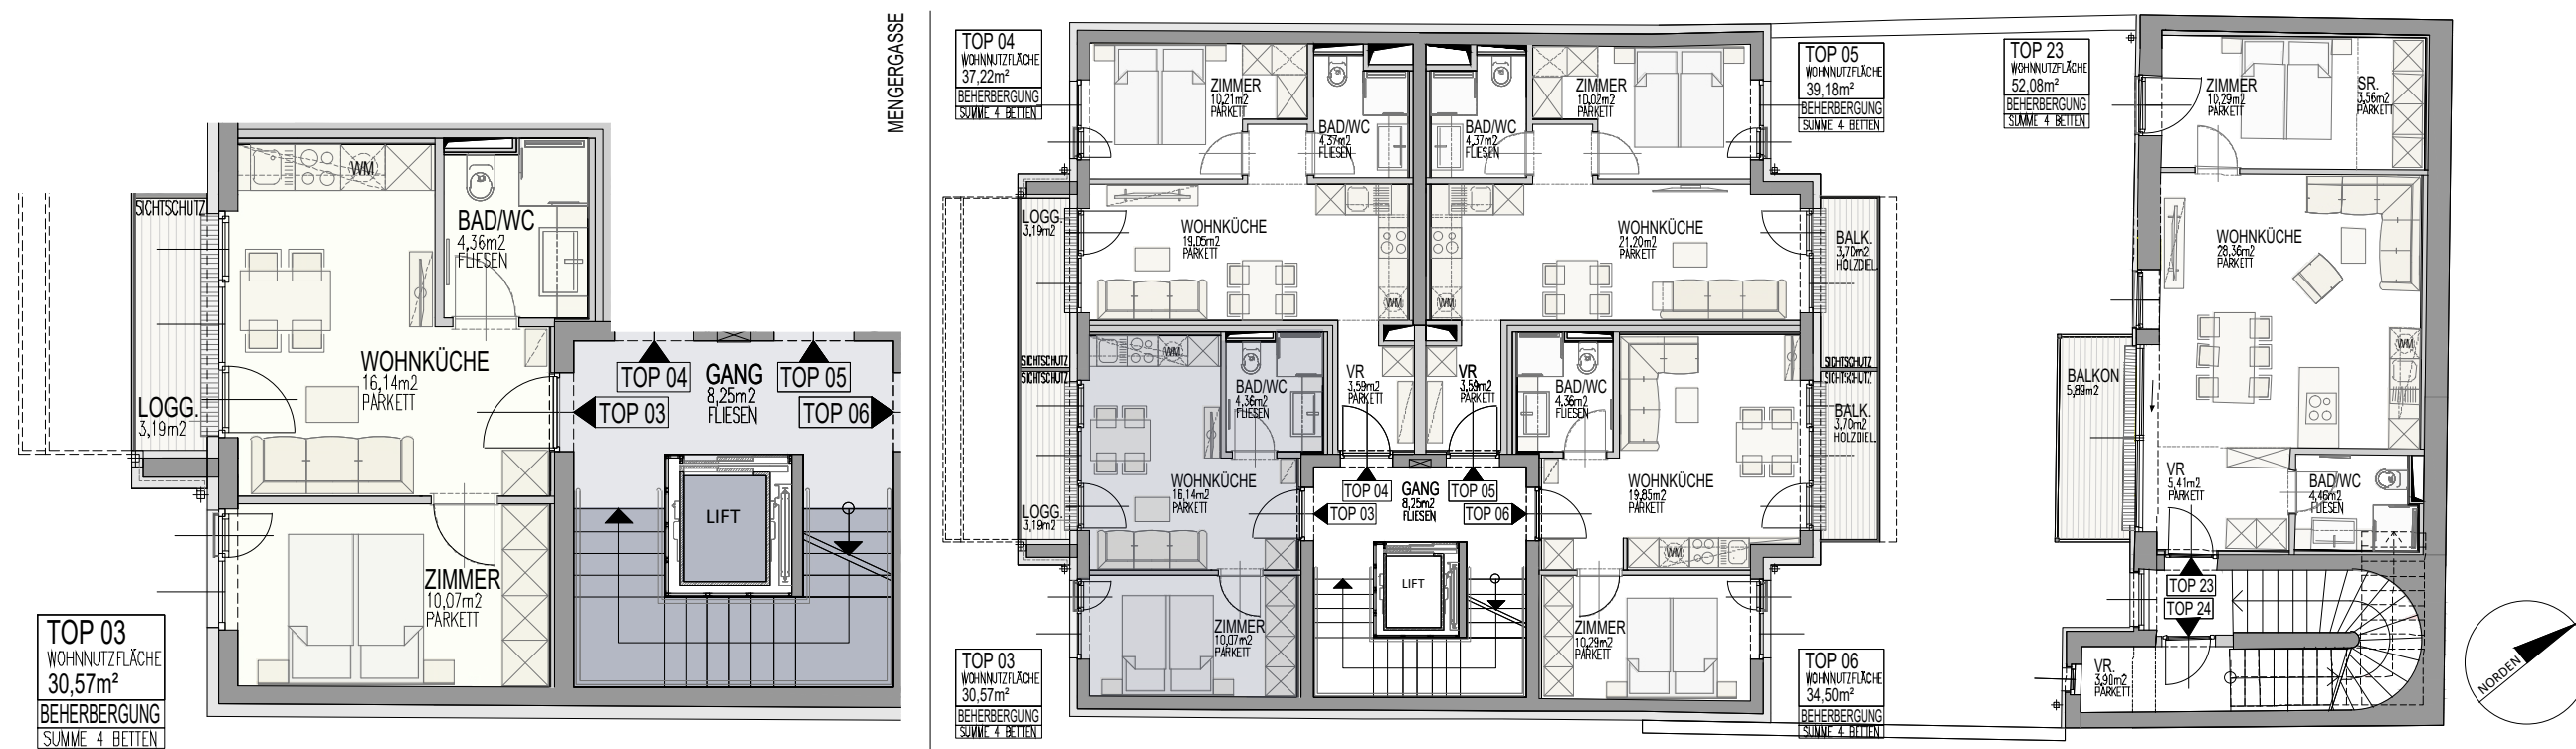 SICHTSCHUTZ
WM
BAD/WC
4,36m2
FLIESEN
WOHNKÜCHE
16,14m2
PARKETT
LOGG.
3,19m2
TOP 04
GANG
8,25m2
FLIESEN
TOP 05
TOP 03
TOP 06
LIFT
ZIMMER
10,07m2
PARKETT
TOP 03
WOHNNUTZFLÄCHE
30,57m²
BEHERBERGUNG
SUMME 4 BETTEN
MENGERGASSE
TOP 04
WOHNNUTZFLÄCHE
37,22m²
BEHERBERGUNG
SUMME 4 BETTEN
ZIMMER
10,21m2
PARKETT
BAD/WC
4,37m2
FLIESEN
BAD/WC
4,37m2
FLIESEN
ZIMMER
10,02m2
PARKETT
TOP 05
WOHNNUTZFLÄCHE
39,18m²
BEHERBERGUNG
SUMME 4 BETTEN
LOGG.
3,19m2
WOHNKÜCHE
19,05m2
PARKETT
WM
WM
WOHNKÜCHE
21,20m2
PARKETT
BALK.
3,70m2
HOLZDIEL.
SICHTSCHUTZ
SICHTSCHUTZ
WM
BAD/WC
4,36m2
FLIESEN
VR
3,59m2
PARKETT
VR
3,59m2
PARKETT
BAD/WC
4,36m2
FLIESEN
SICHTSCHUTZ
SICHTSCHUTZ
BALK.
3,70m2
HOLZDIEL.
WOHNKÜCHE
16,14m2
PARKETT
LOGG.
3,19m2
TOP 04
GANG
8,25m2
FLIESEN
TOP 05
TOP 03
TOP 06
WOHNKÜCHE
19,85m2
PARKETT
WM
LIFT
ZIMMER
10,07m2
PARKETT
ZIMMER
10,29m2
PARKETT
TOP 03
WOHNNUTZFLÄCHE
30,57m²
BEHERBERGUNG
SUMME 4 BETTEN
TOP 06
WOHNNUTZFLÄCHE
34,50m²
BEHERBERGUNG
SUMME 4 BETTEN
TOP 23
WOHNNUTZFLÄCHE
52,08m²
BEHERBERGUNG
SUMME 4 BETTEN
ZIMMER
10,29m2
PARKETT
SR.
3,56m2
PARKETT
WOHNKÜCHE
28,36m2
PARKETT
WM
BALKON
5,89m2
VR
5,41m2
PARKETT
BAD/WC
4,46m2
FLIESEN
TOP 23
TOP 24
VR.
3,90m2
PARKETT
NORDEN